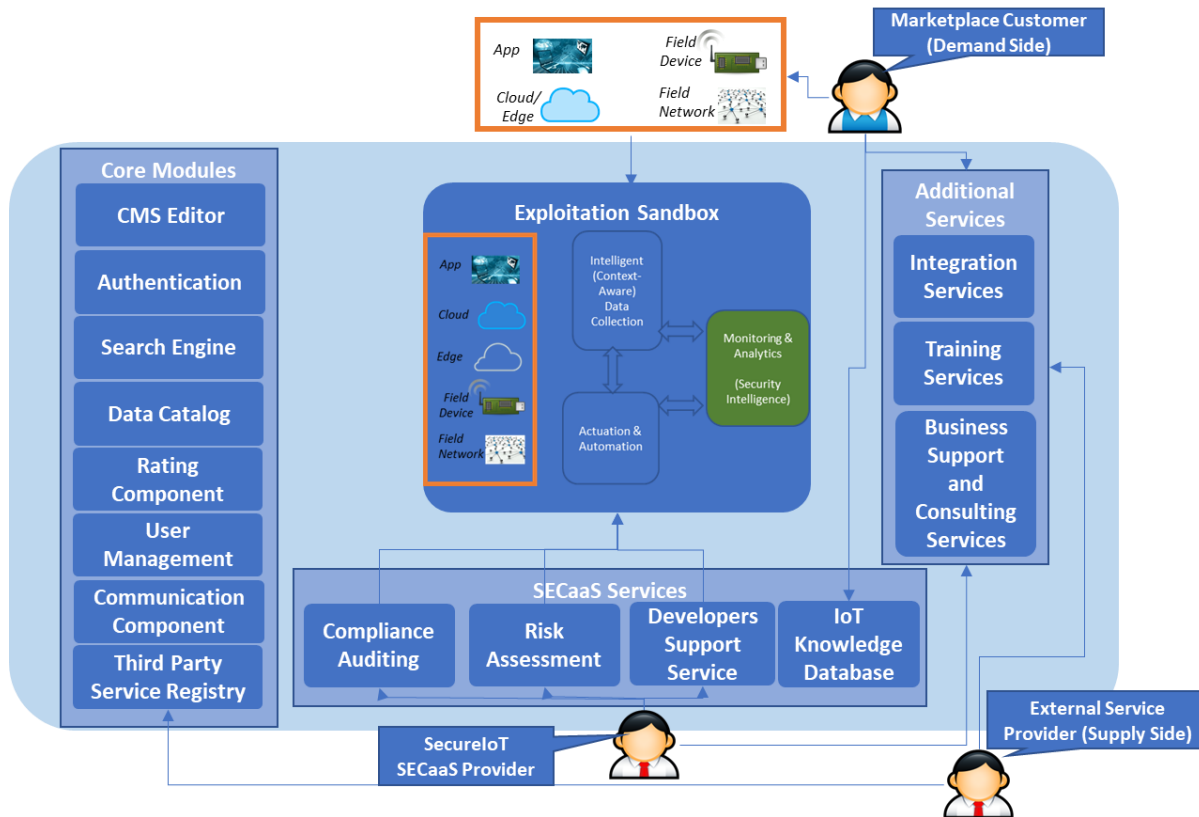 Marketplace Customer
(Demand Side)
App
Field
Device
Cloud/
Edge
Field
Network
Core Modules
CMS Editor
Authentication
Search Engine
Data Catalog
Rating
Component
User
Management
Communication
Component
Third Party
Service Registry
Exploitation Sandbox
App
Cloud
Edge
Field
Device
Field
Network
Intelligent
(Context-
Aware)
Data
Collection
Monitoring &
Analytics
(Security
Intelligence)
Actuation &
Automation
Additional
Services
Integration
Services
Training
Services
Business
Support
and
Consulting
Services
SECaaS Services
Compliance
Auditing
Risk
Assessment
Developers
Support
Service
IoT
Knowledge
Database
SecureIoT
SECaaS Provider
External Service
Provider (Supply Side)